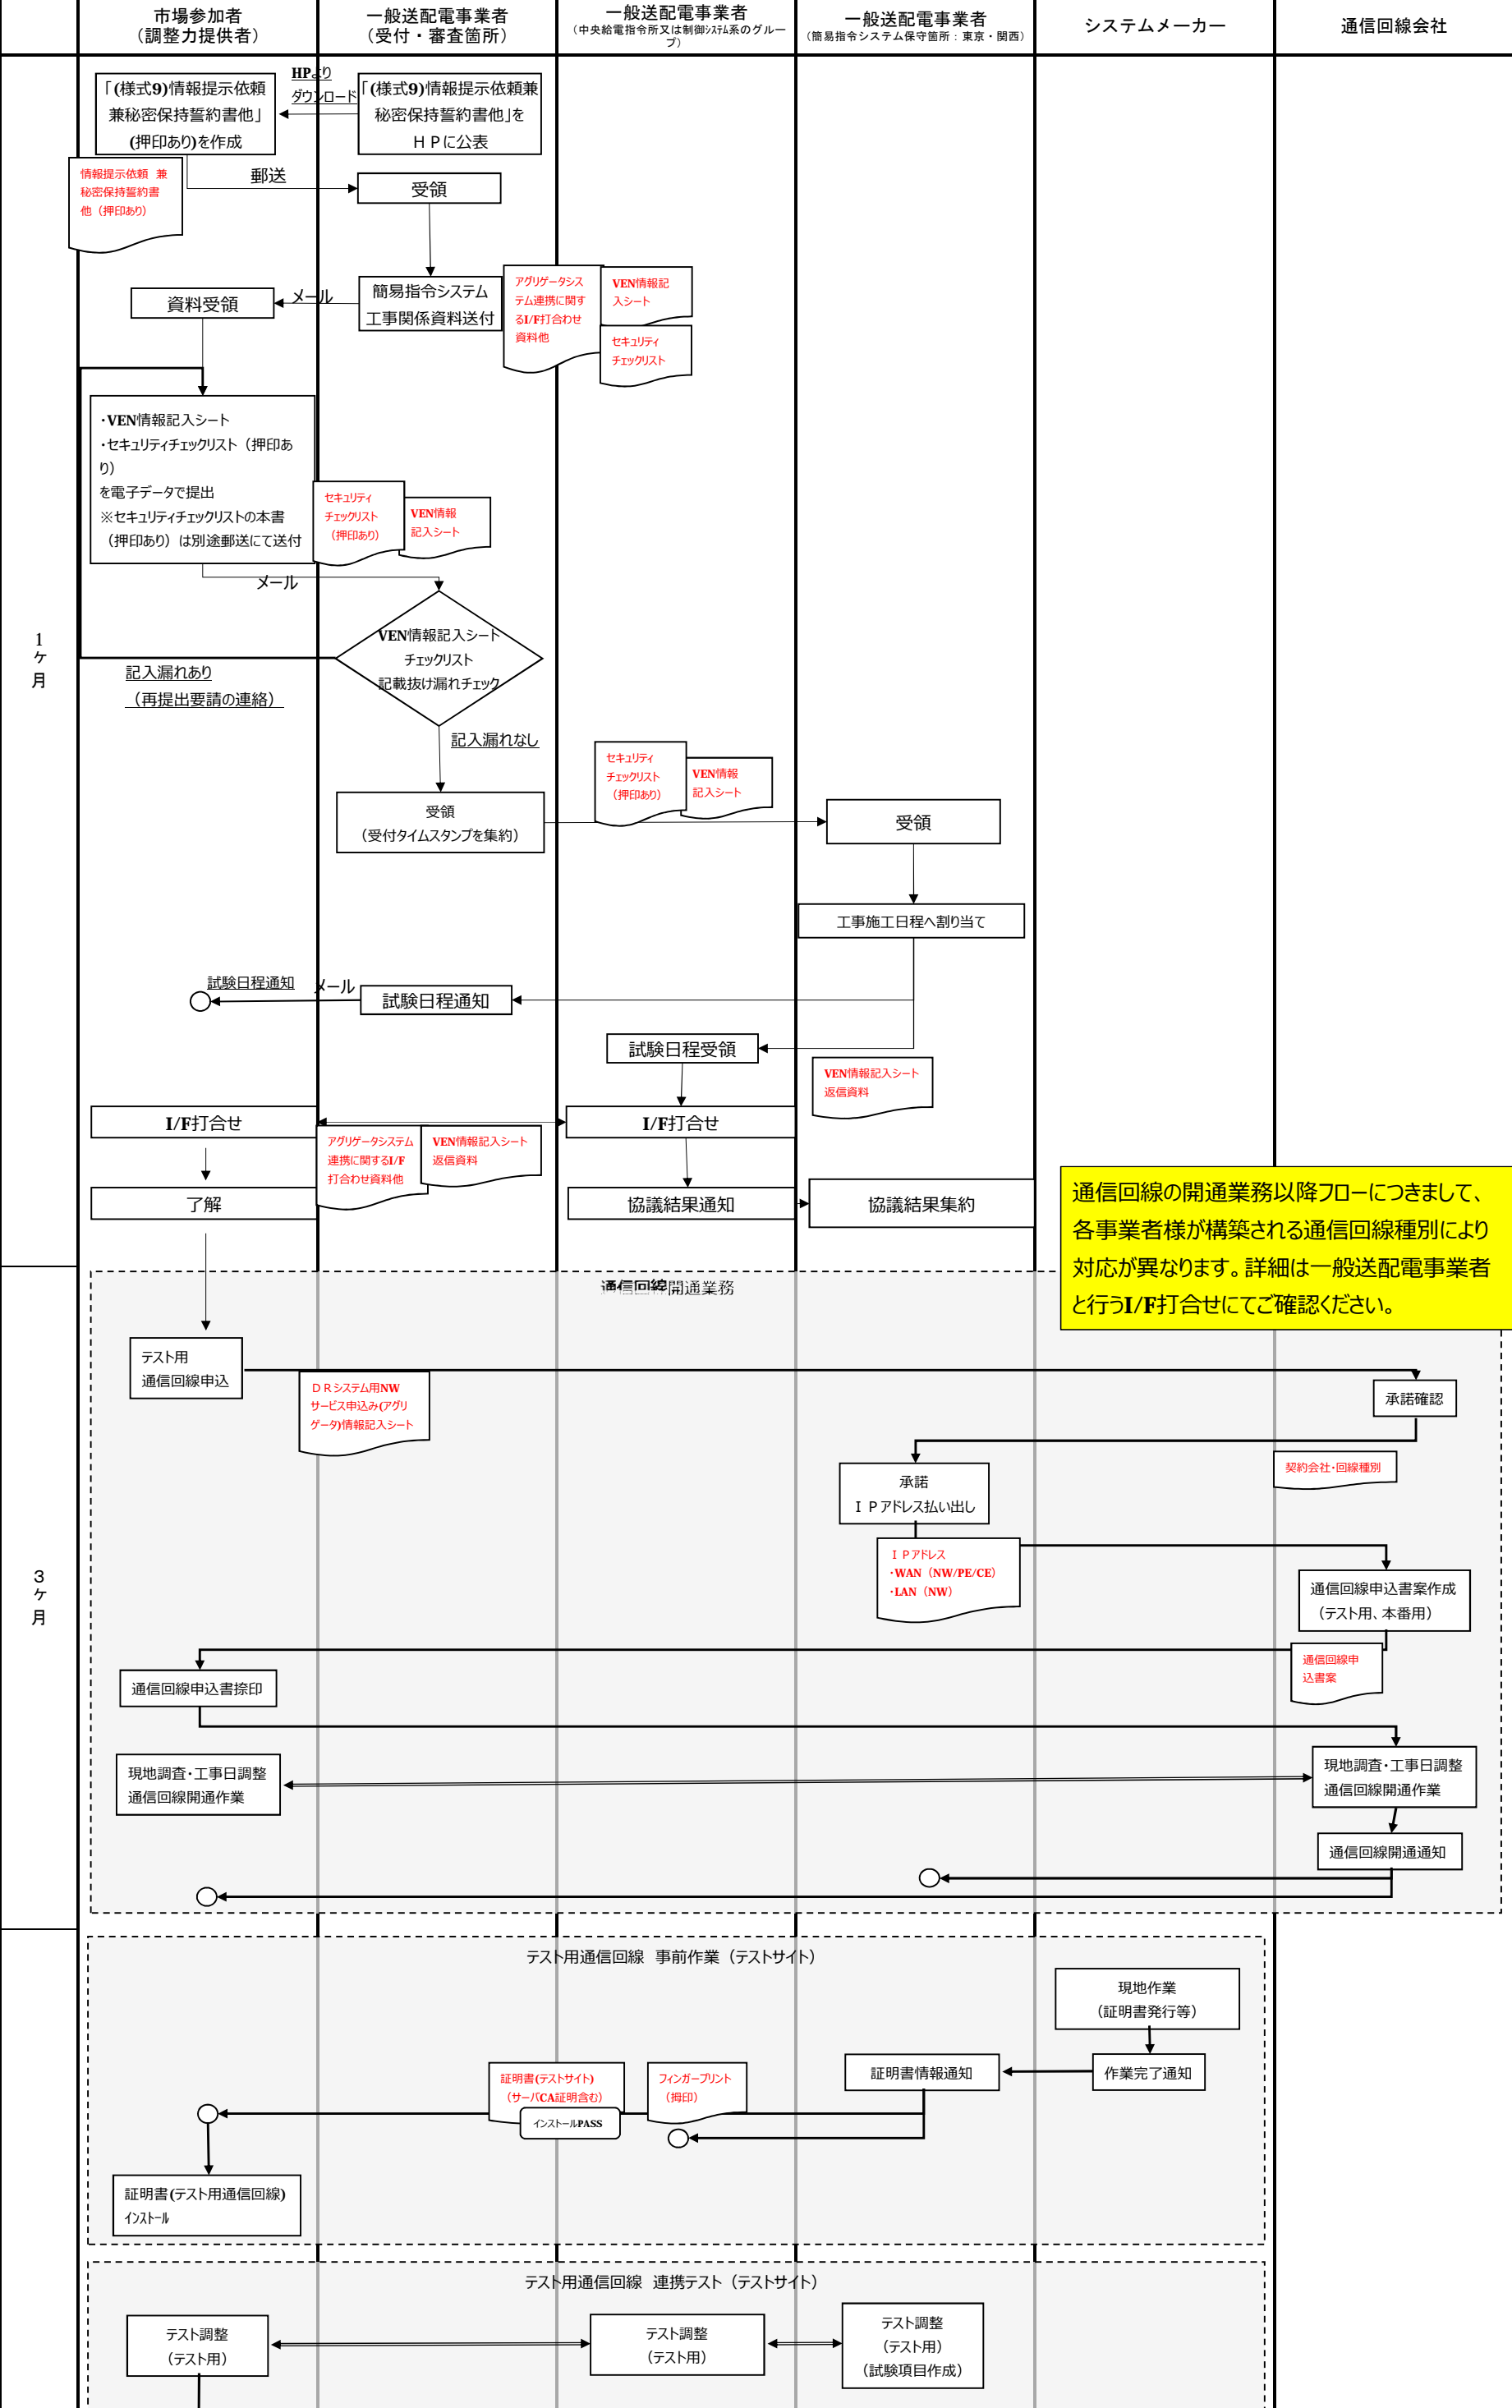 市場参加者
（調整力提供者）
一般送配電事業者
（受付・審査箇所）
一般送配電事業者
（中央給電指令所又は制御ｼｽﾃﾑ系のグルー
プ）
一般送配電事業者
（簡易指令システム保守箇所：東京・関西）
システムメーカー
通信回線会社
「(様式9)情報提示依頼
兼秘密保持誓約書他」
(押印あり)を作成
HPより
ダウンロード
「(様式9)情報提示依頼兼
秘密保持誓約書他」を
ＨＰに公表
情報提示依頼　兼
秘密保持誓約書
他（押印あり）
郵送
受領
資料受領
メール
簡易指令システム
工事関係資料送付
アグリゲータシス
テム連携に関す
るI/F打合わせ
資料他
VEN情報記
入シート
セキュリティ
チェックリスト
・VEN情報記入シート
・セキュリティチェックリスト（押印あ
り）
を電子データで提出
※セキュリティチェックリストの本書
（押印あり）は別途郵送にて送付
セキュリティ
チェックリスト
（押印あり）
VEN情報
記入シート
メール
1
ケ
月
VEN情報記入シート
チェックリスト
記載抜け漏れチェック
記入漏れあり
（再提出要請の連絡）
記入漏れなし
セキュリティ
チェックリスト
（押印あり）
VEN情報
記入シート
受領
（受付タイムスタンプを集約）
受領
工事施工日程へ割り当て
試験日程通知
メール
試験日程通知
試験日程受領
VEN情報記入シート
返信資料
I/F打合せ
I/F打合せ
アグリゲータシステム
連携に関するI/F
打合わせ資料他
VEN情報記入シート
返信資料
了解
協議結果通知
協議結果集約
通信回線の開通業務以降フローにつきまして、
各事業者様が構築される通信回線種別により
対応が異なります。詳細は一般送配電事業者
と行うI/F打合せにてご確認ください。
通信回線開通業務
テスト用
通信回線申込
ＤＲシステム用NW
サービス申込み(アグリ
ゲータ)情報記入シート
承諾確認
契約会社・回線種別
承諾
ＩＰアドレス払い出し
ＩＰアドレス
・WAN（NW/PE/CE）
・LAN（NW）
3
ケ
月
通信回線申込書案作成
（テスト用、本番用）
通信回線申
込書案
通信回線申込書捺印
現地調査・工事日調整
通信回線開通作業
現地調査・工事日調整
通信回線開通作業
通信回線開通通知
テスト用通信回線　事前作業（テストサイト）
現地作業
（証明書発行等）
作業完了通知
証明書情報通知
証明書(テストサイト)
（サーバCA証明含む）
インストールPASS
フィンガープリント
（拇印）
証明書(テスト用通信回線)
インストール
テスト用通信回線　連携テスト（テストサイト）
テスト調整
（テスト用）
テスト調整
（テスト用）
テスト調整
（テスト用）
（試験項目作成）